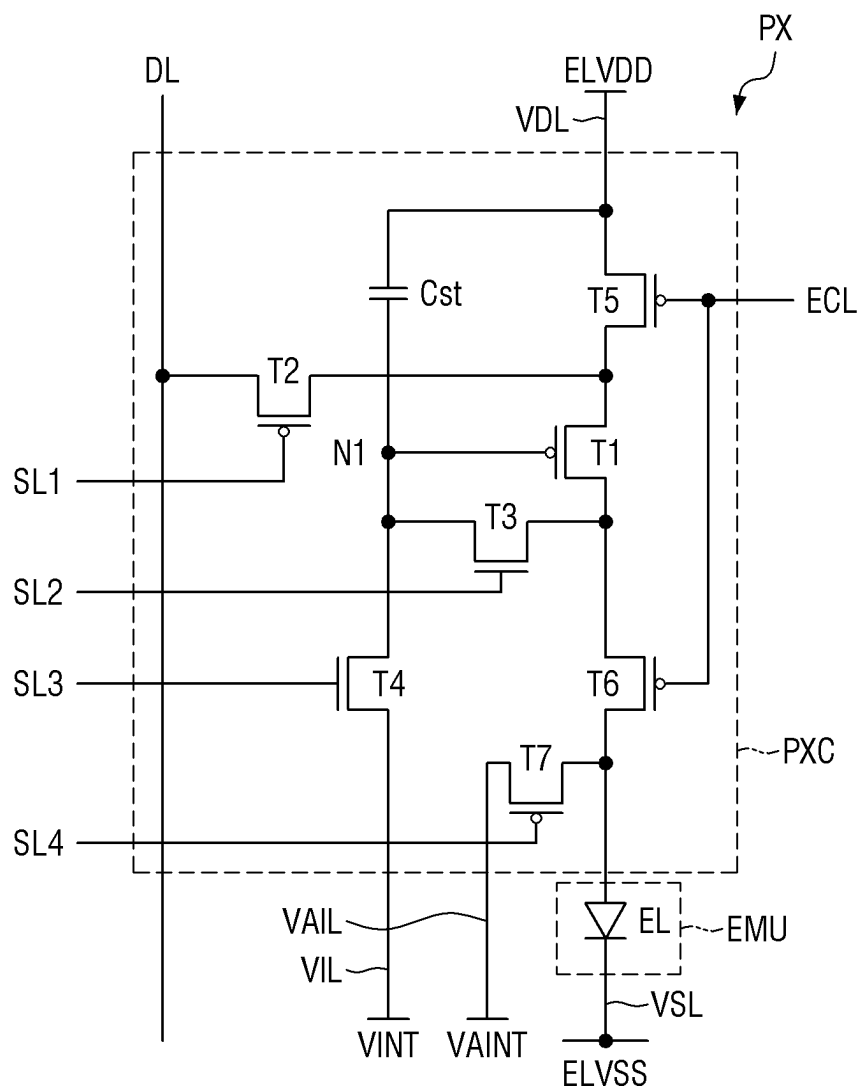 PX
DL
ELVDD
VDL
Cst
T5
ECL
T2
N1
T1
SL1
T3
SL2
SL3
T4
T6
PXC
T7
SL4
VAIL
EL
EMU
VIL
VSL
VINT
VAINT
ELVSS